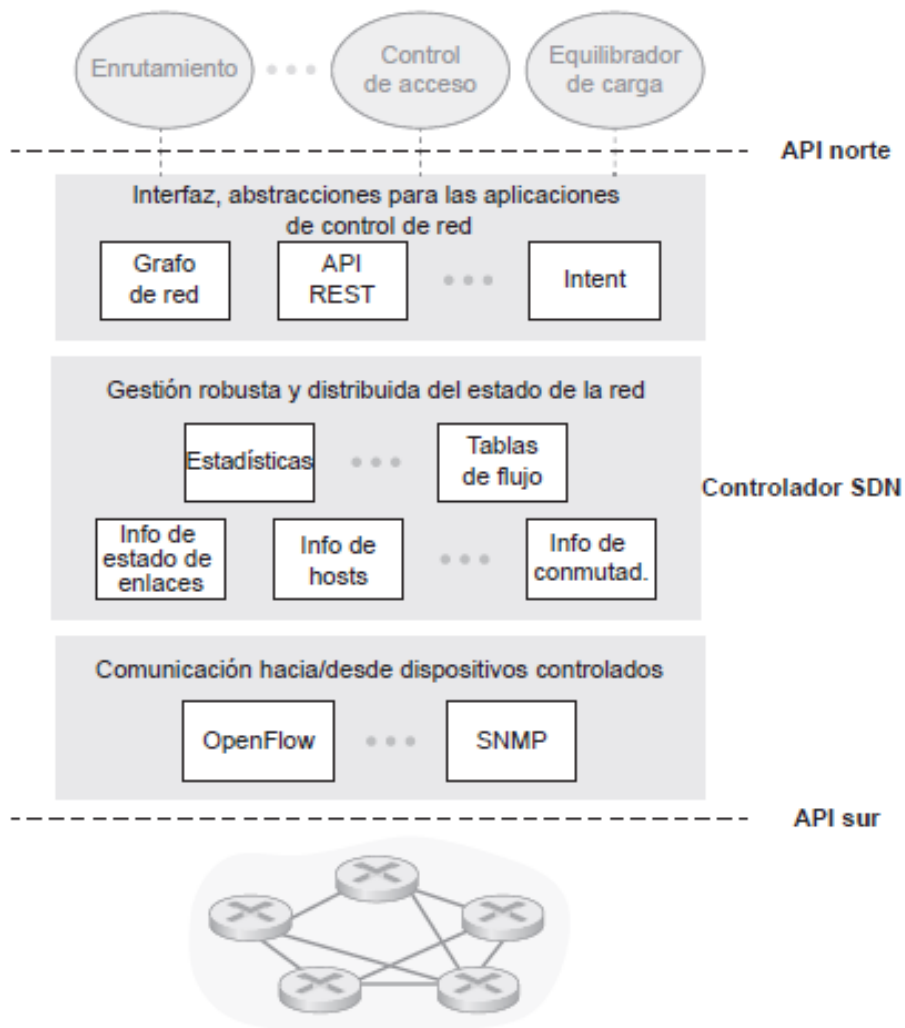 Enrutamiento
Control
de acceso
Equilibrador
de carga
API norte
Interfaz, abstracciones para las aplicaciones
de control de red
Grafo
de red
API
REST
Intent
Gestión robusta y distribuida del estado de la red
Estadísticas
Tablas
de flujo
Controlador SDN
Info de
estado de
enlaces
Info de
hosts
Info de
conmutad.
Comunicación hacia/desde dispositivos controlados
OpenFlow
SNMP
API sur